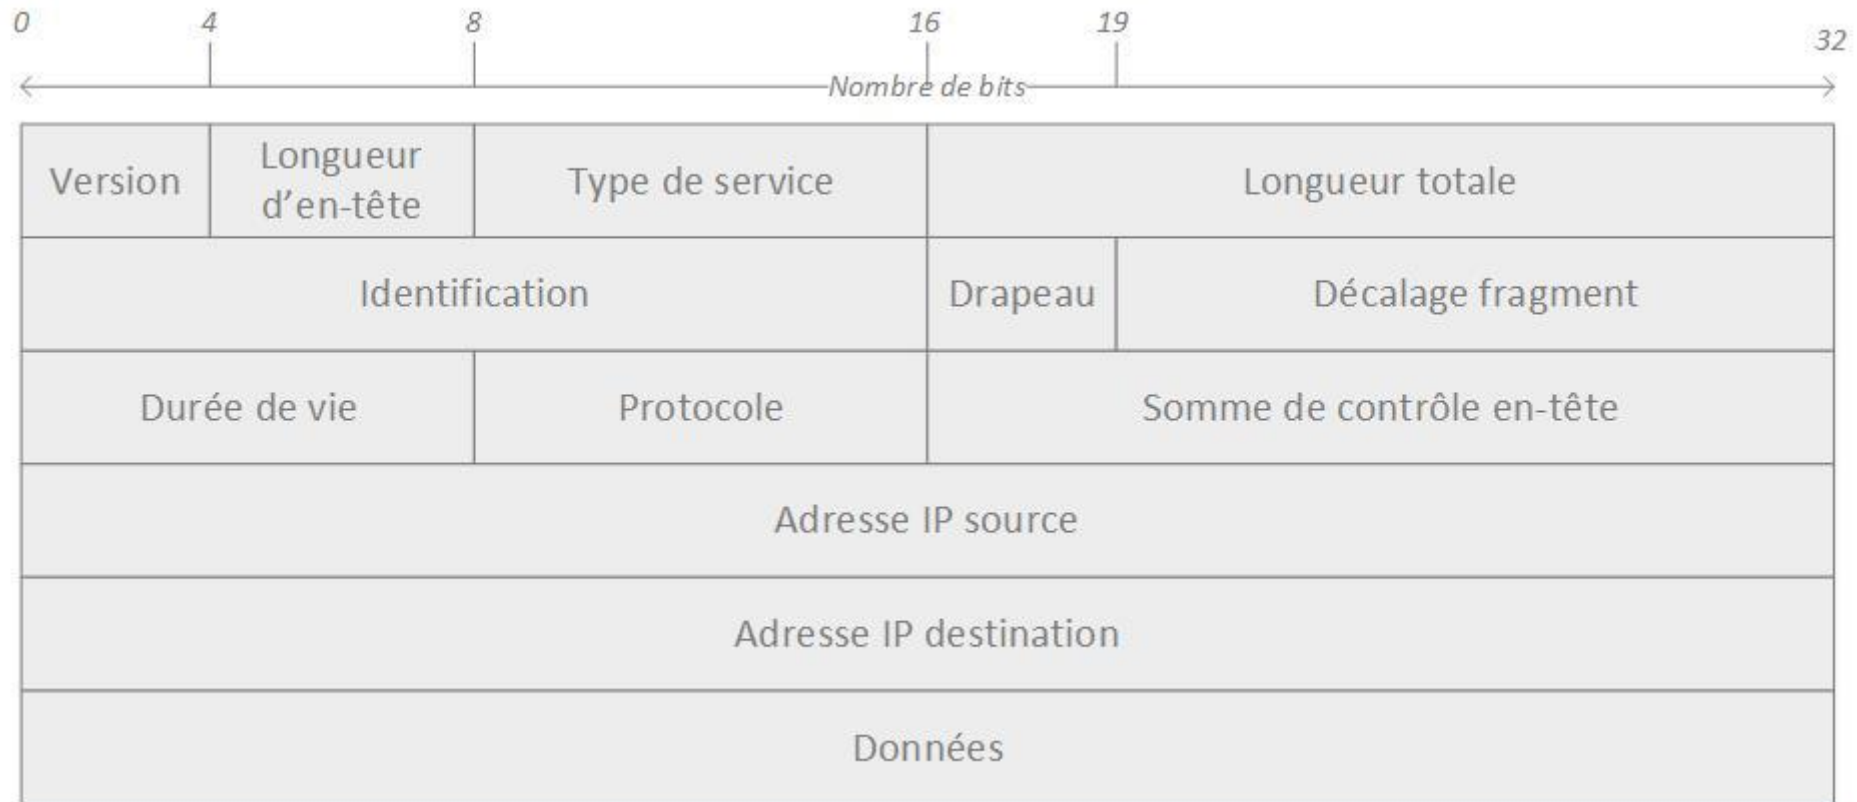 0 4 8 16 19 32
Nombre de bits
Version Longueur d’en-tête Type de service Longueur totale
Identification Drapeau Décalage fragment
Durée de vie Protocole Somme de contrôle en-tête
Adresse IP source
Adresse IP destination
Données